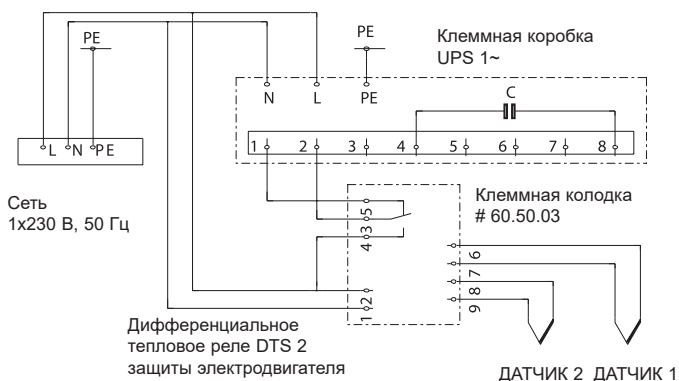 PE
PE
Клеммная коробка
UPS 1~
N L PE
C
L N PE
1 2 3 4 5 6 7 8
Сеть
1x230 В, 50 Гц
Клеммная колодка
# 60.50.03
5
3
4
6
7
8
9
2
1
Дифференциальное
тепловое реле DTS 2
защиты электродвигателя
ДАТЧИК 2 ДАТЧИК 1